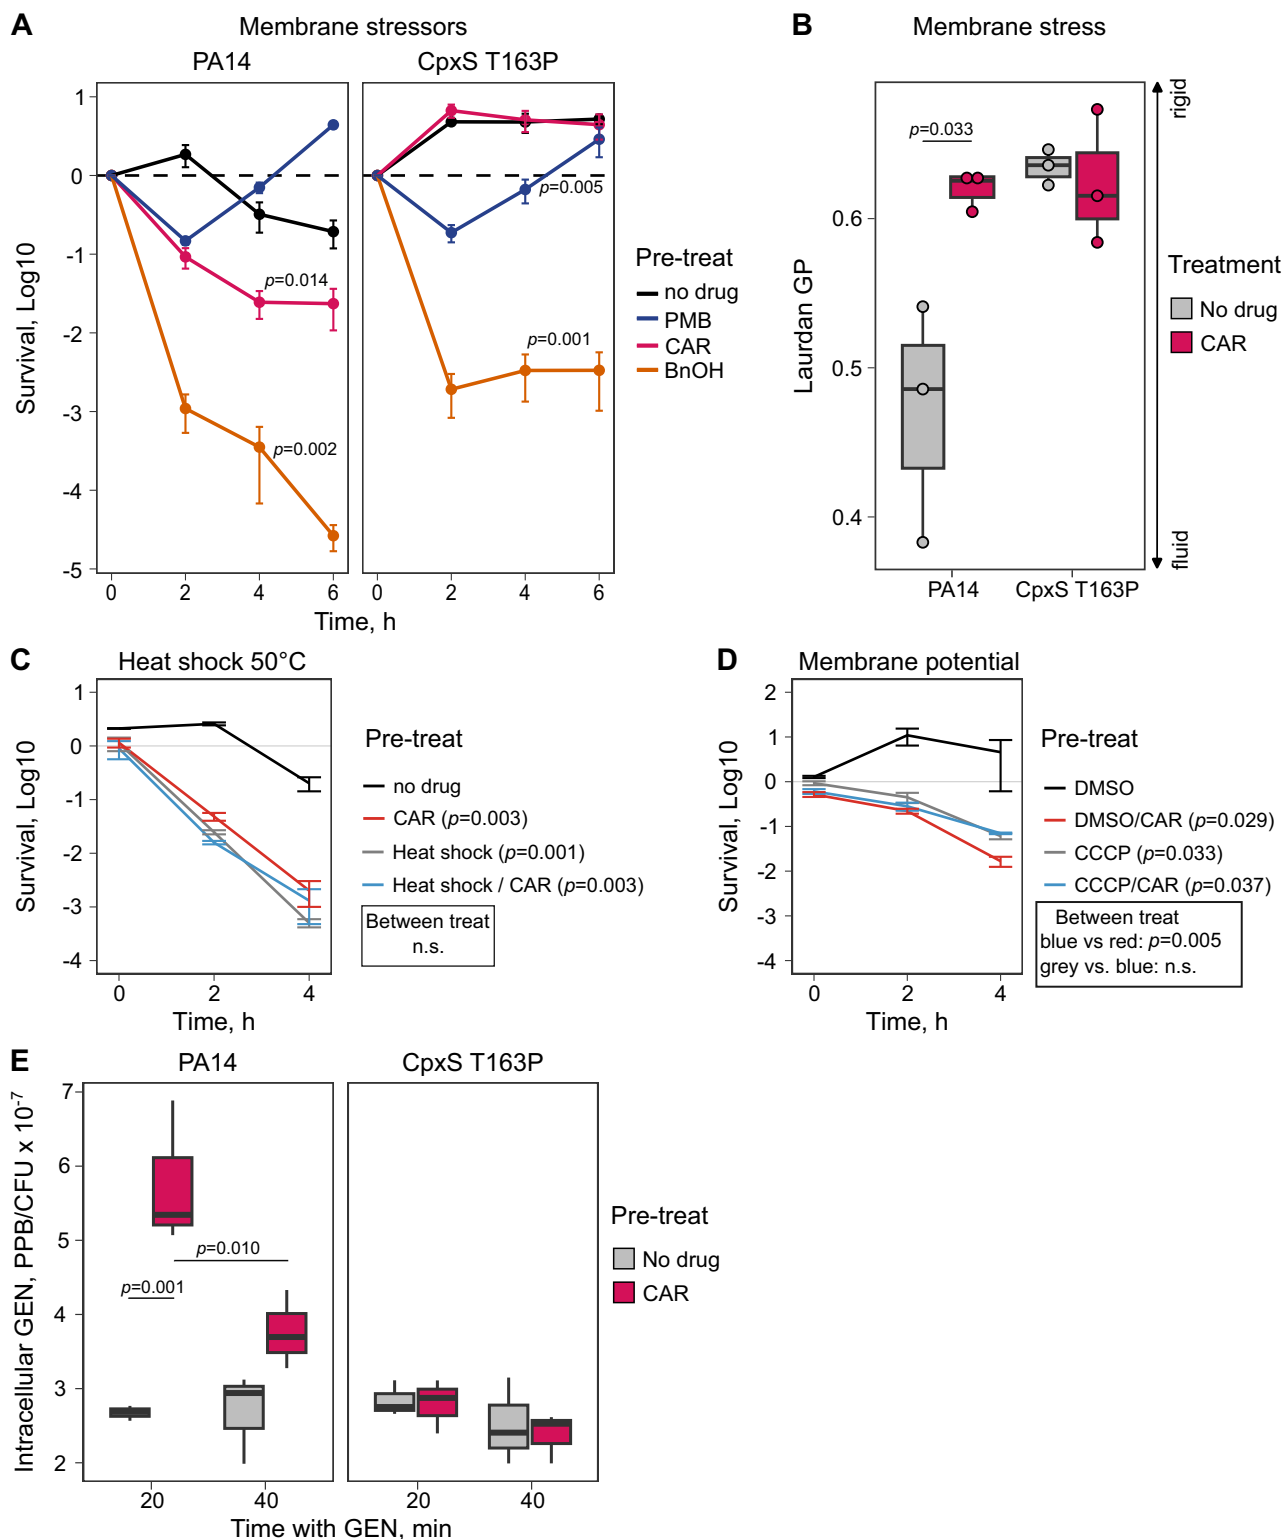 A
Membrane stressors
PA14
CpxS T163P
1
0
-1
-2
-3
-4
-5
Survival, Log10
p=0.014
p=0.002
p=0.005
p=0.001
0
2
4
6
0
2
4
6
Time, h
Pre-treat
no drug
PMB
CAR
BnOH
B
Membrane stress
Laurdan GP
0.6
0.5
0.4
p=0.033
PA14
CpxS T163P
rigid
fluid
Treatment
No drug
CAR
C
Heat shock 50°C
Survival, Log10
1
0
-1
-2
-3
-4
0
2
4
Time, h
Pre-treat
no drug
CAR (p=0.003)
Heat shock (p=0.001)
Heat shock / CAR (p=0.003)
Between treat
n.s.
D
Membrane potential
Survival, Log10
2
1
0
-1
-2
-3
-4
0
2
4
Time, h
Pre-treat
DMSO
DMSO/CAR (p=0.029)
CCCP (p=0.033)
CCCP/CAR (p=0.037)
Between treat
blue vs red: p=0.005
grey vs. blue: n.s.
E
PA14
CpxS T163P
Intracellular GEN, PPB/CFU x 10⁻⁷
7
6
5
4
3
2
p=0.010
p=0.001
20
40
20
40
Time with GEN, min
Pre-treat
No drug
CAR